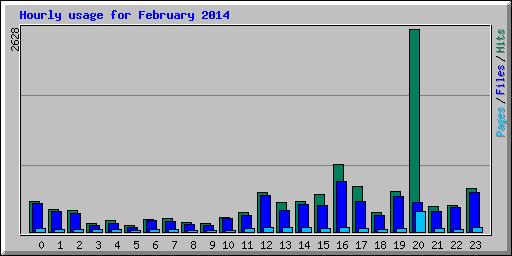 Hourly usage for February 2014
2628
Pages / Files / Hits
0 1 2 3 4 5 6 7 8 9 10 11 12 13 14 15 16 17 18 19 20 21 22 23